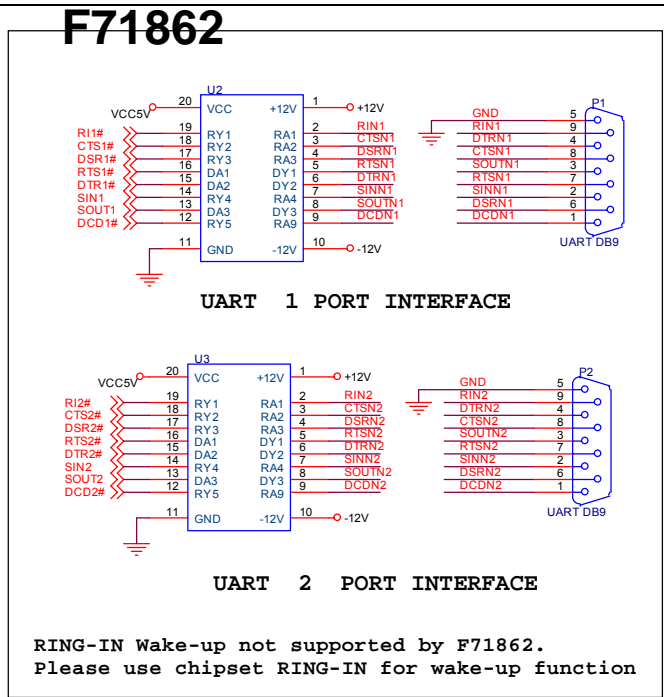 F71862
U2
VCC5V 20 VCC +12V 1 +12V
RI1# 19 RY1 RA1 2 RIN1
CTS1# 18 RY2 RA2 3 CTSN1
DSR1# 17 RY3 RA3 4 DSRN1
RTS1# 16 DA1 DY1 5 RTSN1
DTR1# 15 DA2 DY2 6 DTRN1
SIN1 14 RY4 RA4 7 SINN1
SOUT1 13 DA3 DY3 8 SOUTN1
DCD1# 12 RY5 RA9 9 DCDN1
11 GND -12V 10 -12V
P1
GND 5
RIN1 9
DTRN1 4
CTSN1 8
SOUTN1 3
RTSN1 7
SINN1 2
DSRN1 6
DCDN1 1
UART DB9
UART 1 PORT INTERFACE
U3
VCC5V 20 VCC +12V 1 +12V
RI2# 19 RY1 RA1 2 RIN2
CTS2# 18 RY2 RA2 3 CTSN2
DSR2# 17 RY3 RA3 4 DSRN2
RTS2# 16 DA1 DY1 5 RTSN2
DTR2# 15 DA2 DY2 6 DTRN2
SIN2 14 RY4 RA4 7 SINN2
SOUT2 13 DA3 DY3 8 SOUTN2
DCD2# 12 RY5 RA9 9 DCDN2
11 GND -12V 10 -12V
P2
GND 5
RIN2 9
DTRN2 4
CTSN2 8
SOUTN2 3
RTSN2 7
SINN2 2
DSRN2 6
DCDN2 1
UART DB9
UART 2 PORT INTERFACE
RING-IN Wake-up not supported by F71862.
Please use chipset RING-IN for wake-up function